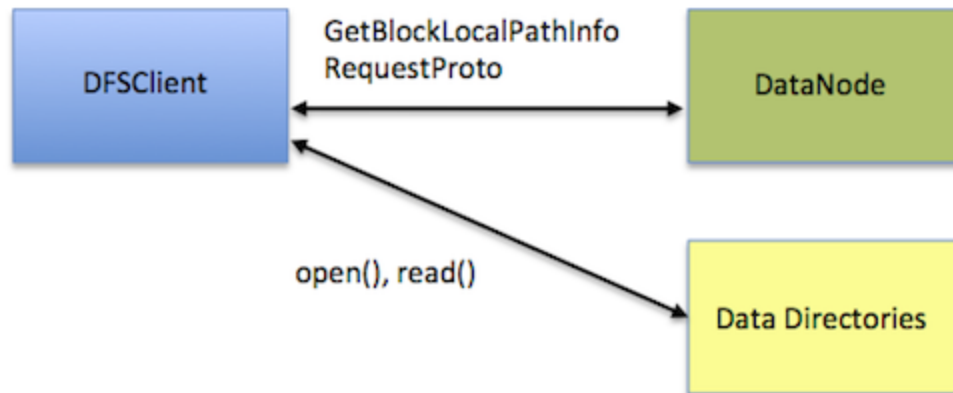 GetBlockLocalPathInfo
RequestProto
DFSClient
DataNode
open(), read()
Data Directories